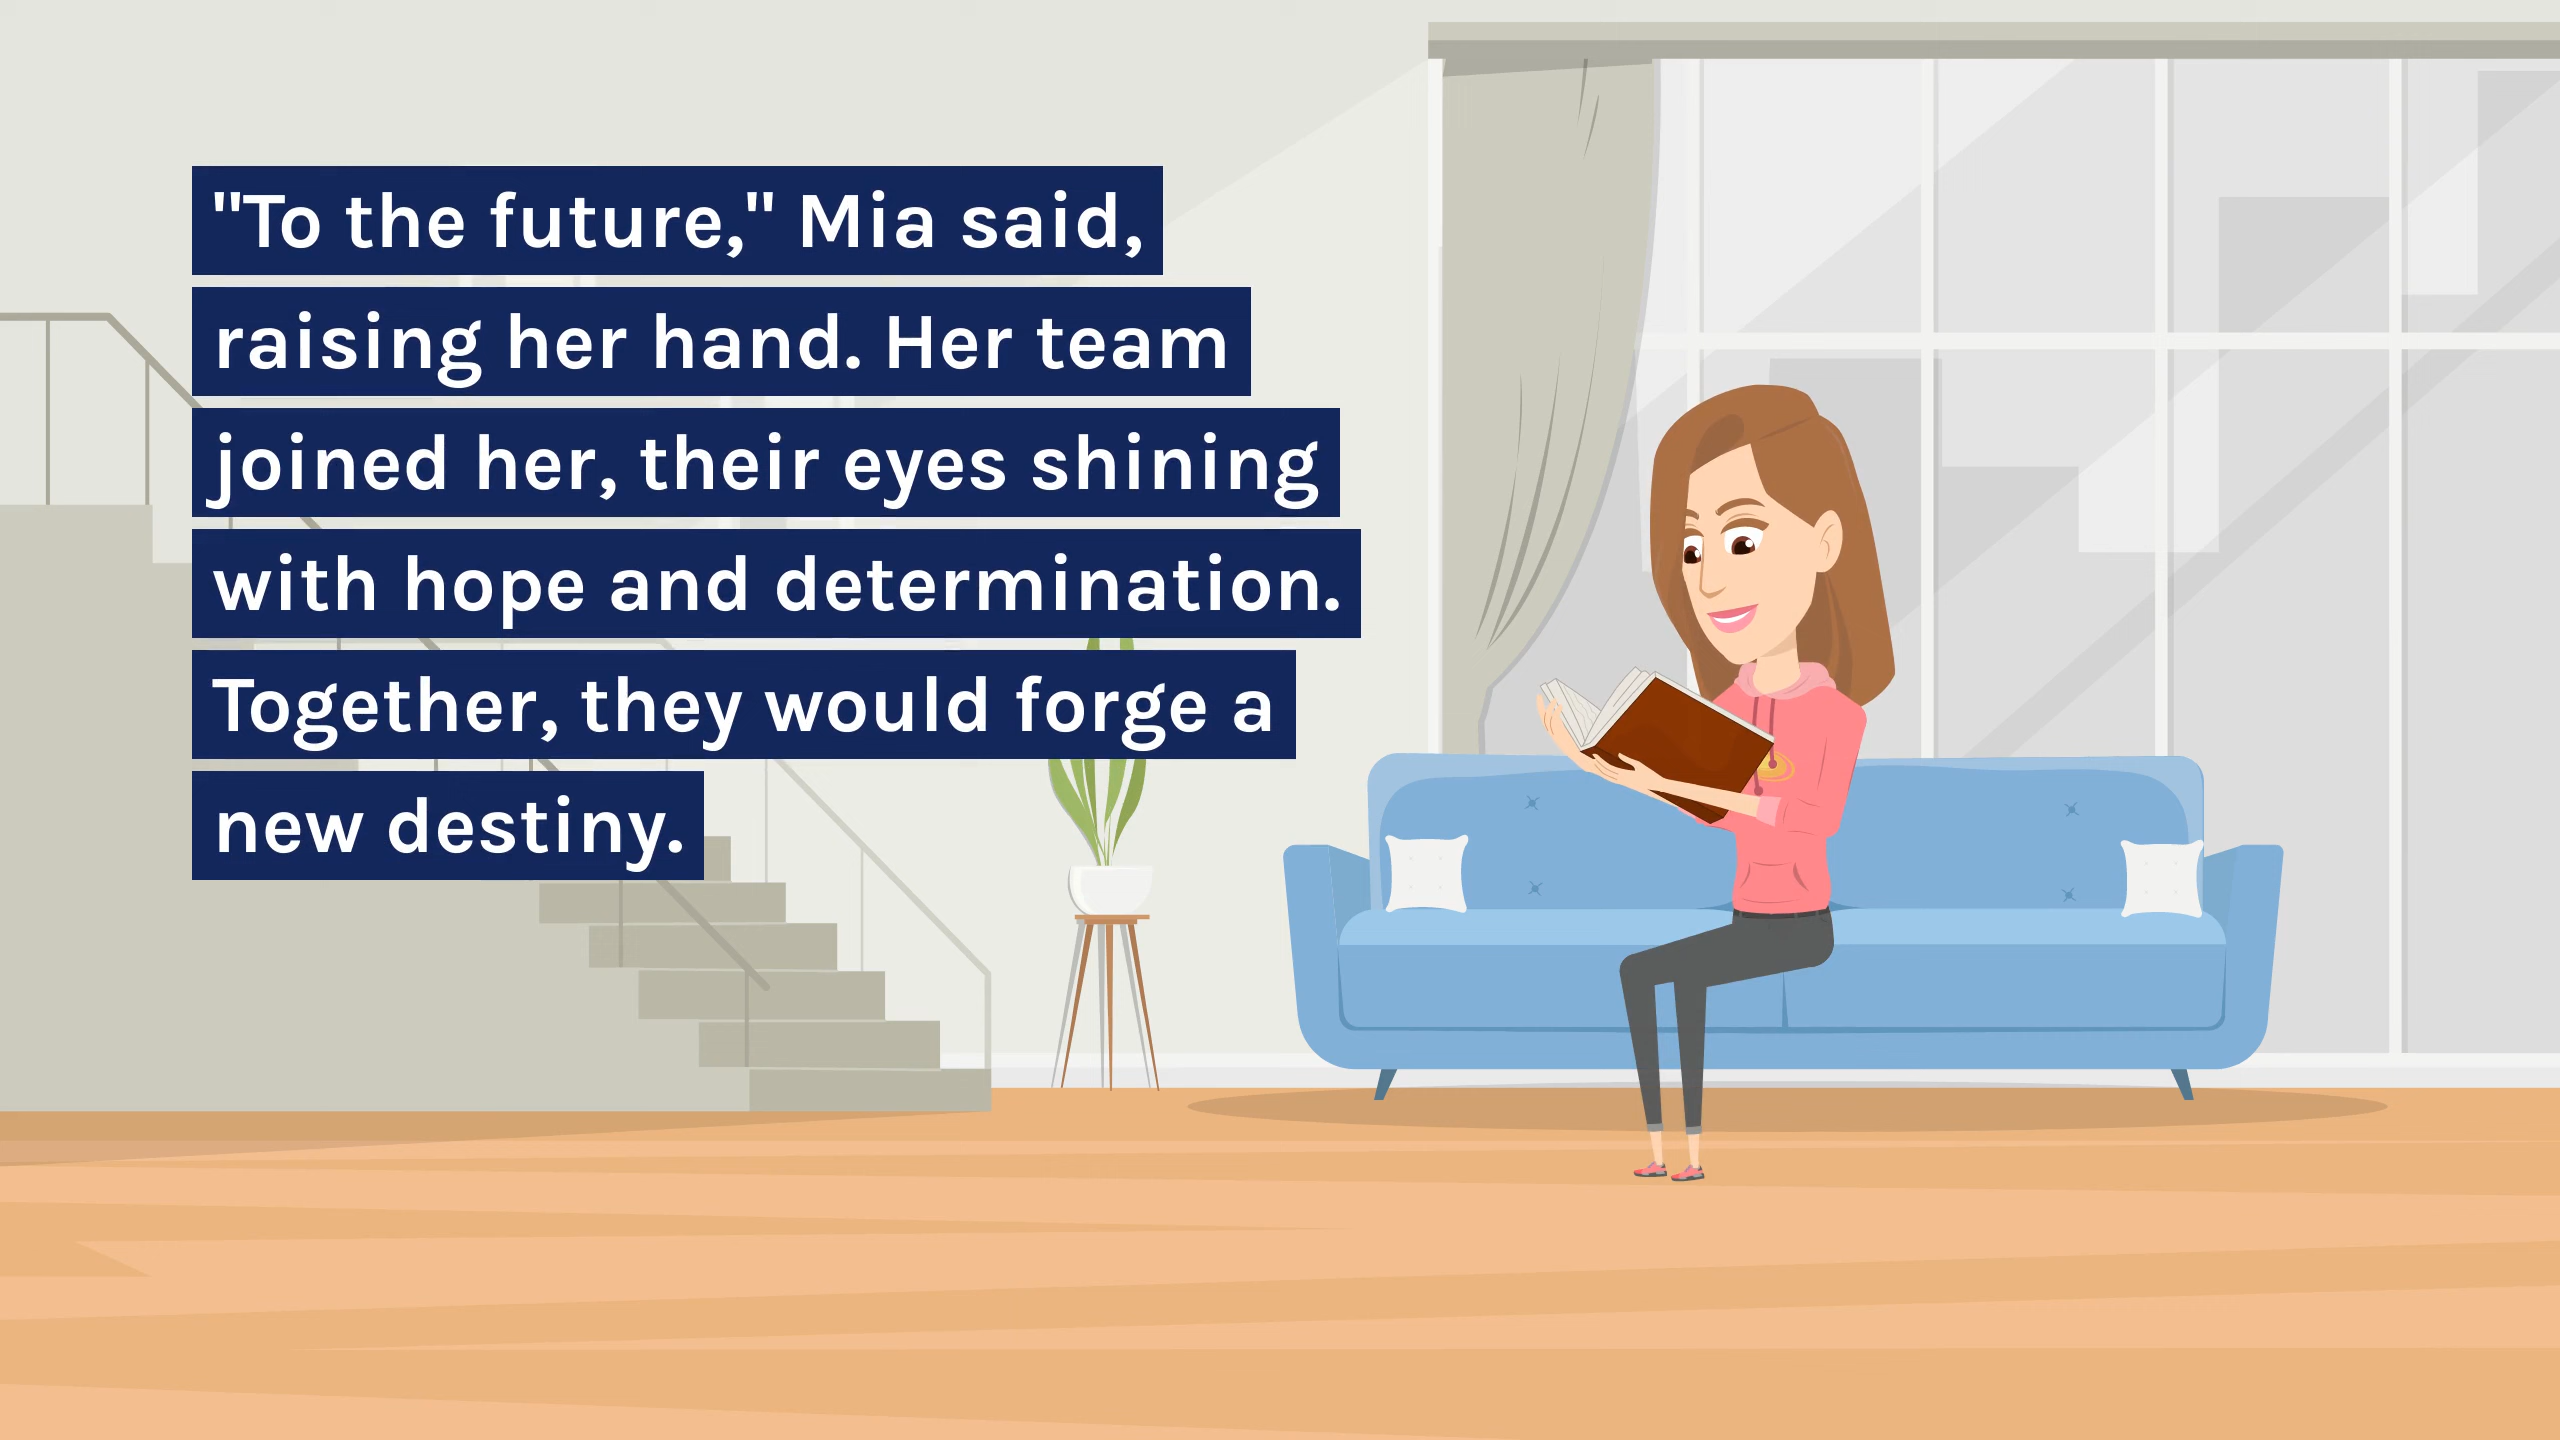 "To the future," Mia said,
raising her hand. Her team
joined her, their eyes shining
with hope and determination.
Together, they would forge a
new destiny.